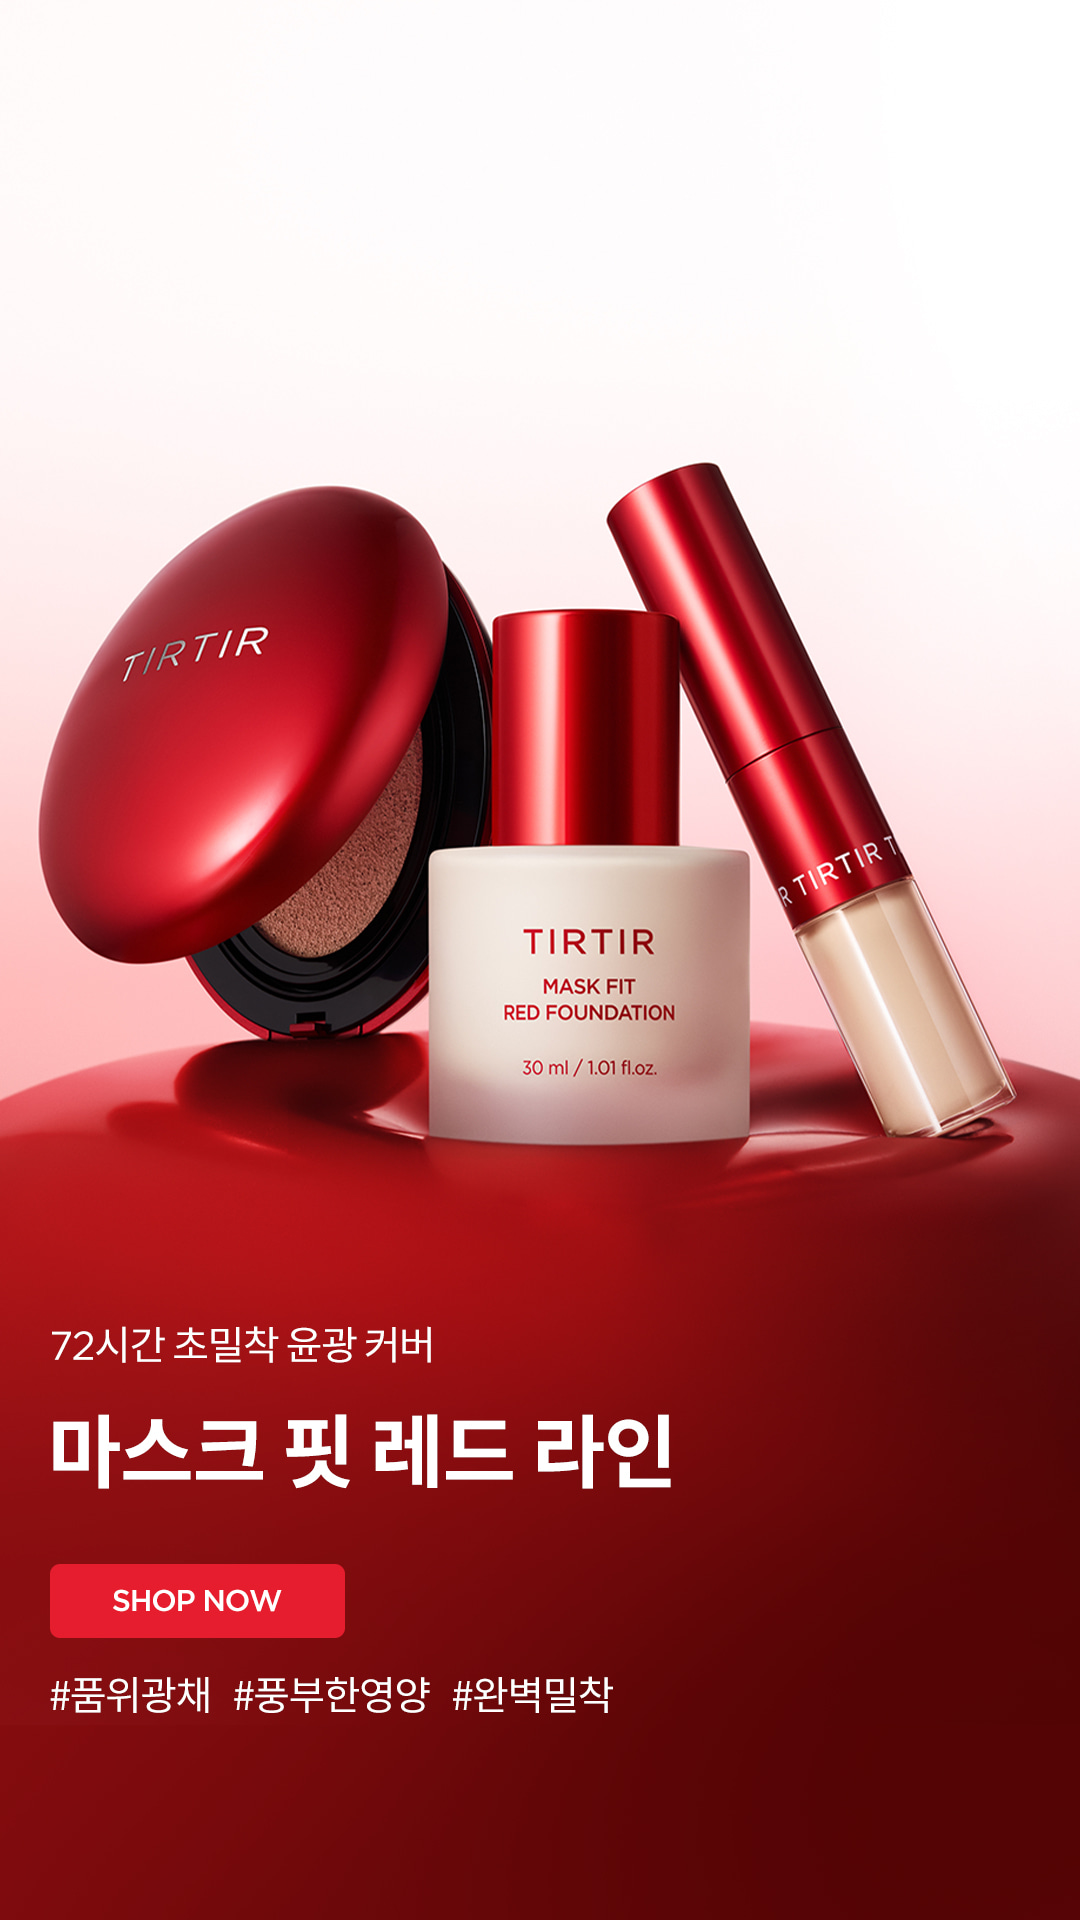 TIRTIR
R TIRTIR T
TIRTIR
MASK FIT
RED FOUNDATION
30 ml / 1.01 fl.oz.
72시간 초밀착 윤광 커버
마스크 핏 레드 라인
SHOP NOW
#품위광채 #풍부한영양 #완벽밀착